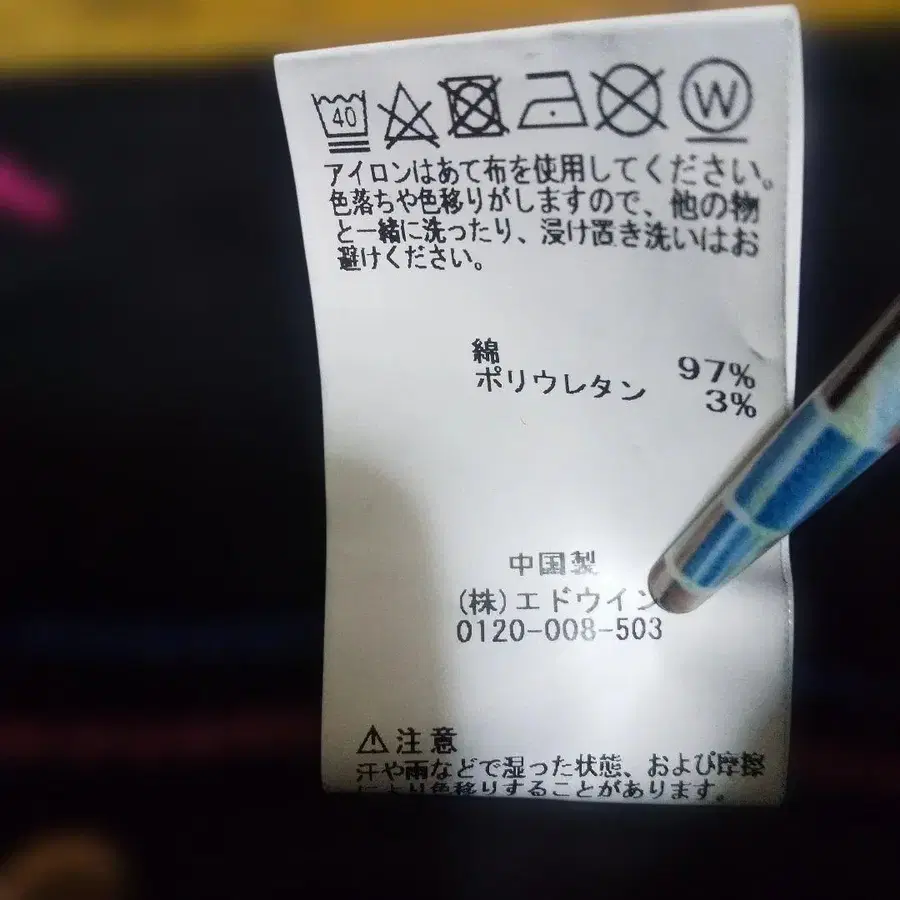 40 W
アイロンはあて布を使用してください。
色落ちや色移りがしますので、他の物
と一緒に洗ったり、浸け置き洗いはお
避けください。
綿 97%
ポリウレタン 3%
中国製
(株)エドウイン
0120-008-503
⚠注意
汗や雨などで湿った状態、および摩擦
により色移りすることがあります。